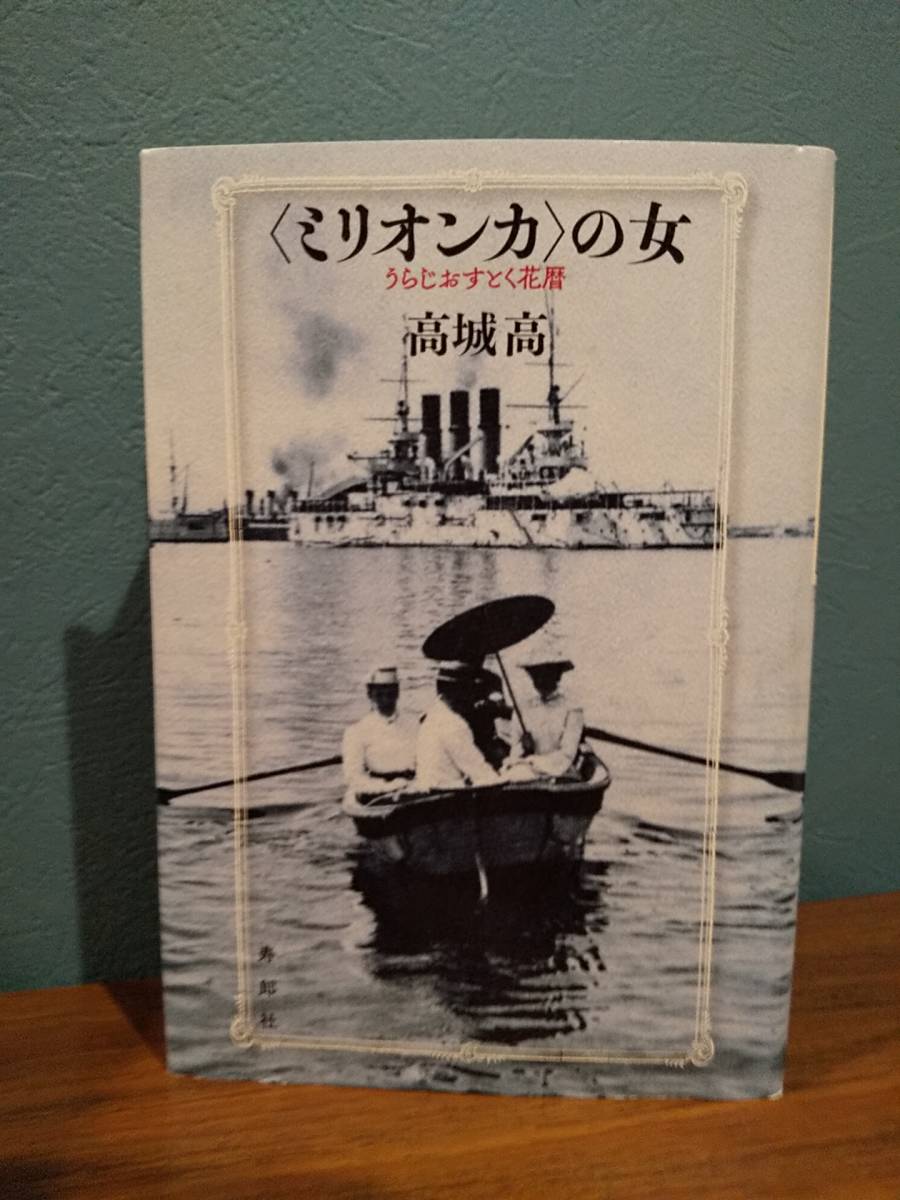 〈ミリオンカ〉の女
うらじおすとく花暦
高城高
寿郎社